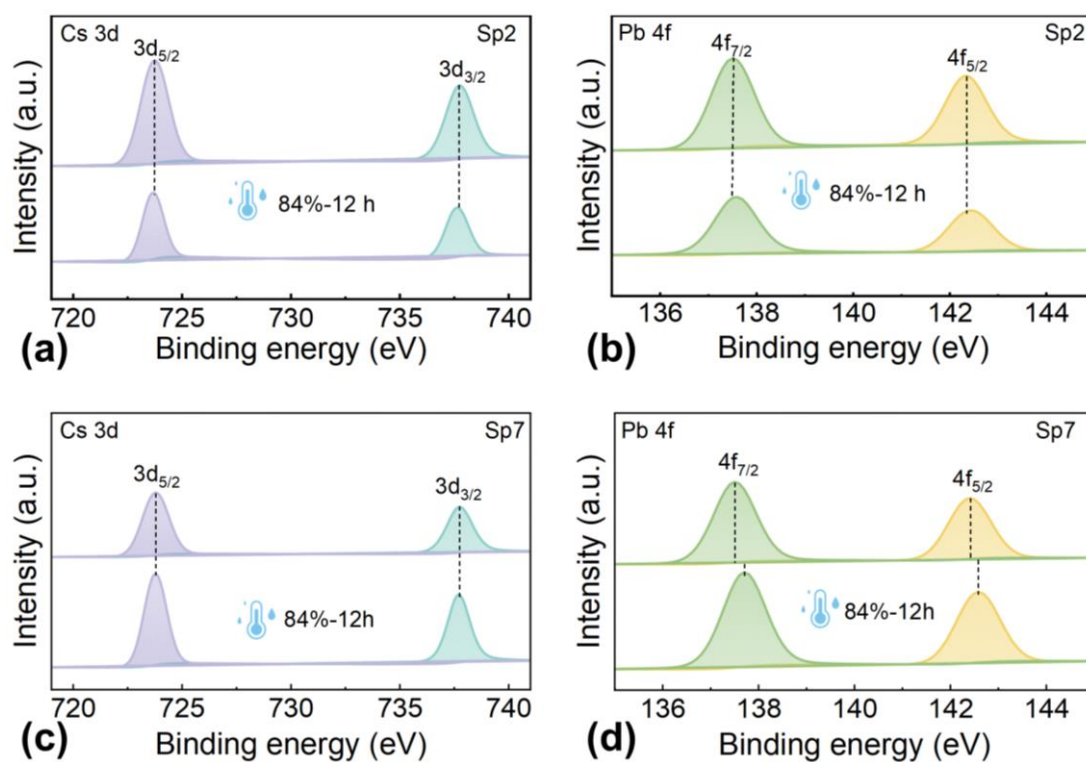 Cs 3d
Sp2
3d5/2
3d3/2
84%-12 h
Intensity (a.u.)
720 725 730 735 740
Binding energy (eV)
(a)
Pb 4f
Sp2
4f7/2
4f5/2
84%-12 h
Intensity (a.u.)
136 138 140 142 144
Binding energy (eV)
(b)
Cs 3d
Sp7
3d5/2
3d3/2
84%-12h
Intensity (a.u.)
720 725 730 735 740
Binding energy (eV)
(c)
Pb 4f
Sp7
4f7/2
4f5/2
84%-12h
Intensity (a.u.)
136 138 140 142 144
Binding energy (eV)
(d)